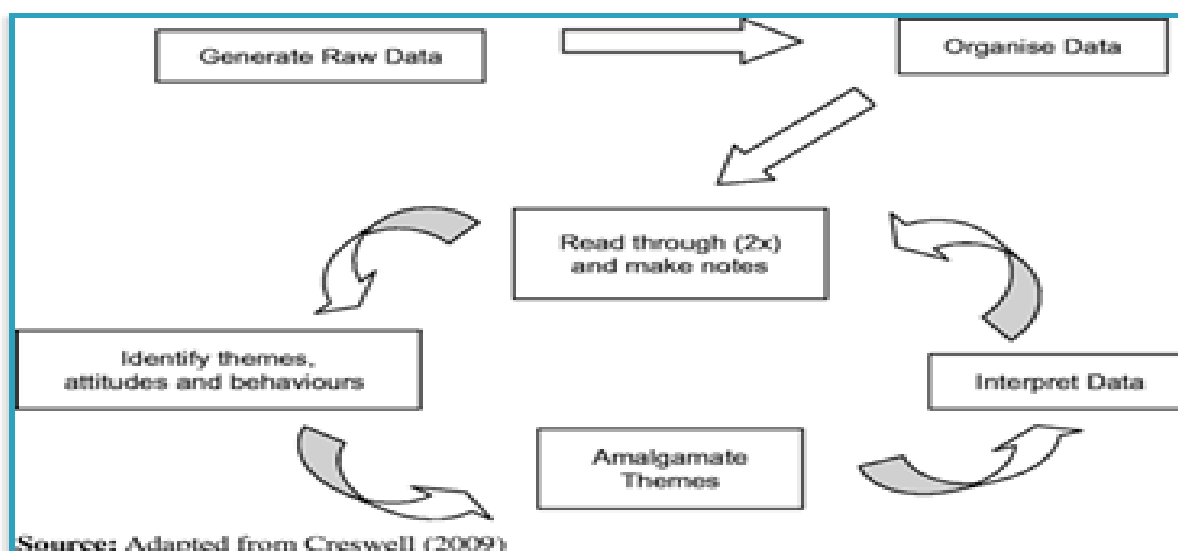 Generate Raw Data
Organise Data
Read through (2x)
and make notes
Identify themes,
attitudes and behaviours
Interpret Data
Amalgamate
Themes
Source: Adapted from Creswell (2009)